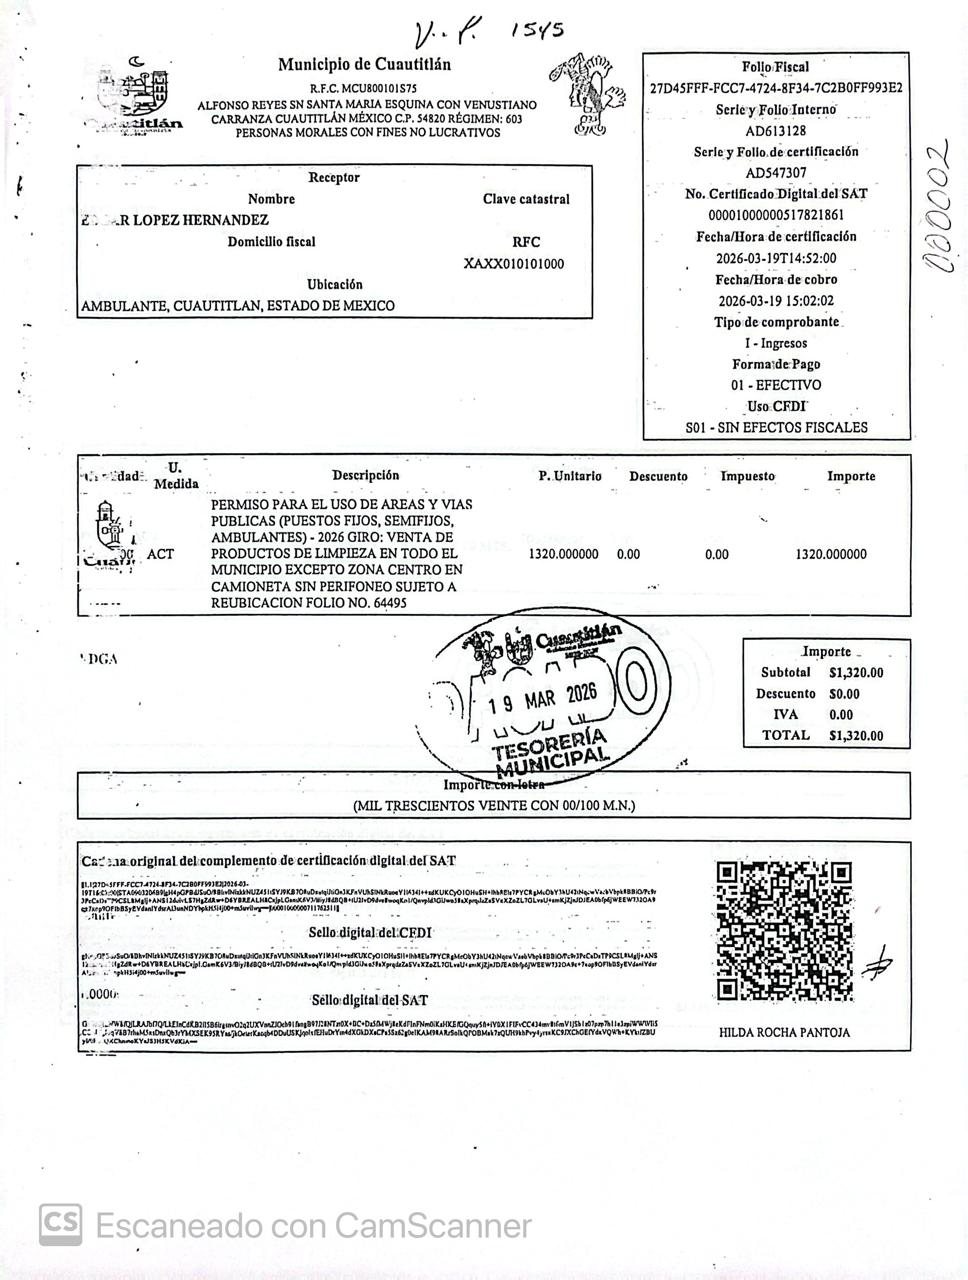 V. P. 1545
000002
Municipio de Cuautitlán
R.F.C. MCU800101S75
ALFONSO REYES SN SANTA MARIA ESQUINA CON VENUSTIANO
CARRANZA CUAUTITLÁN MÉXICO C.P. 54820 RÉGIMEN: 603
PERSONAS MORALES CON FINES NO LUCRATIVOS
Folio Fiscal
27D45FFF-FCC7-4724-8F34-7C2B0FF993E2
Serie y Folio Interno
AD613128
Serie y Folio de certificación
AD547307
No. Certificado Digital del SAT
00001000000517821861
Fecha/Hora de certificación
2026-03-19T14:52:00
Fecha/Hora de cobro
2026-03-19 15:02:02
Tipo de comprobante
I - Ingresos
Forma de Pago
01 - EFECTIVO
Uso CFDI
S01 - SIN EFECTOS FISCALES
Receptor
Nombre Clave catastral
LOPEZ HERNANDEZ
Domicilio fiscal RFC
XAXX010101000
Ubicación
AMBULANTE, CUAUTITLAN, ESTADO DE MEXICO
U. Medida Descripción P. Unitario Descuento Impuesto Importe
PERMISO PARA EL USO DE AREAS Y VIAS
PUBLICAS (PUESTOS FIJOS, SEMIFIJOS,
AMBULANTES) - 2026 GIRO: VENTA DE
ACT PRODUCTOS DE LIMPIEZA EN TODO EL 1320.000000 0.00 0.00 1320.000000
MUNICIPIO EXCEPTO ZONA CENTRO EN
CAMIONETA SIN PERIFONEO SUJETO A
REUBICACION FOLIO NO. 64495
DGA
Cuautitlán
19 MAR 2026
TESORERÍA
MUNICIPAL
Importe
Subtotal $1,320.00
Descuento $0.00
IVA 0.00
TOTAL $1,320.00
Importe con letra
(MIL TRESCIENTOS VEINTE CON 00/100 M.N.)
Cadena original del complemento de certificación digital del SAT
Sello digital del CFDI
Sello digital del SAT
HILDA ROCHA PANTOJA
CS Escaneado con CamScanner